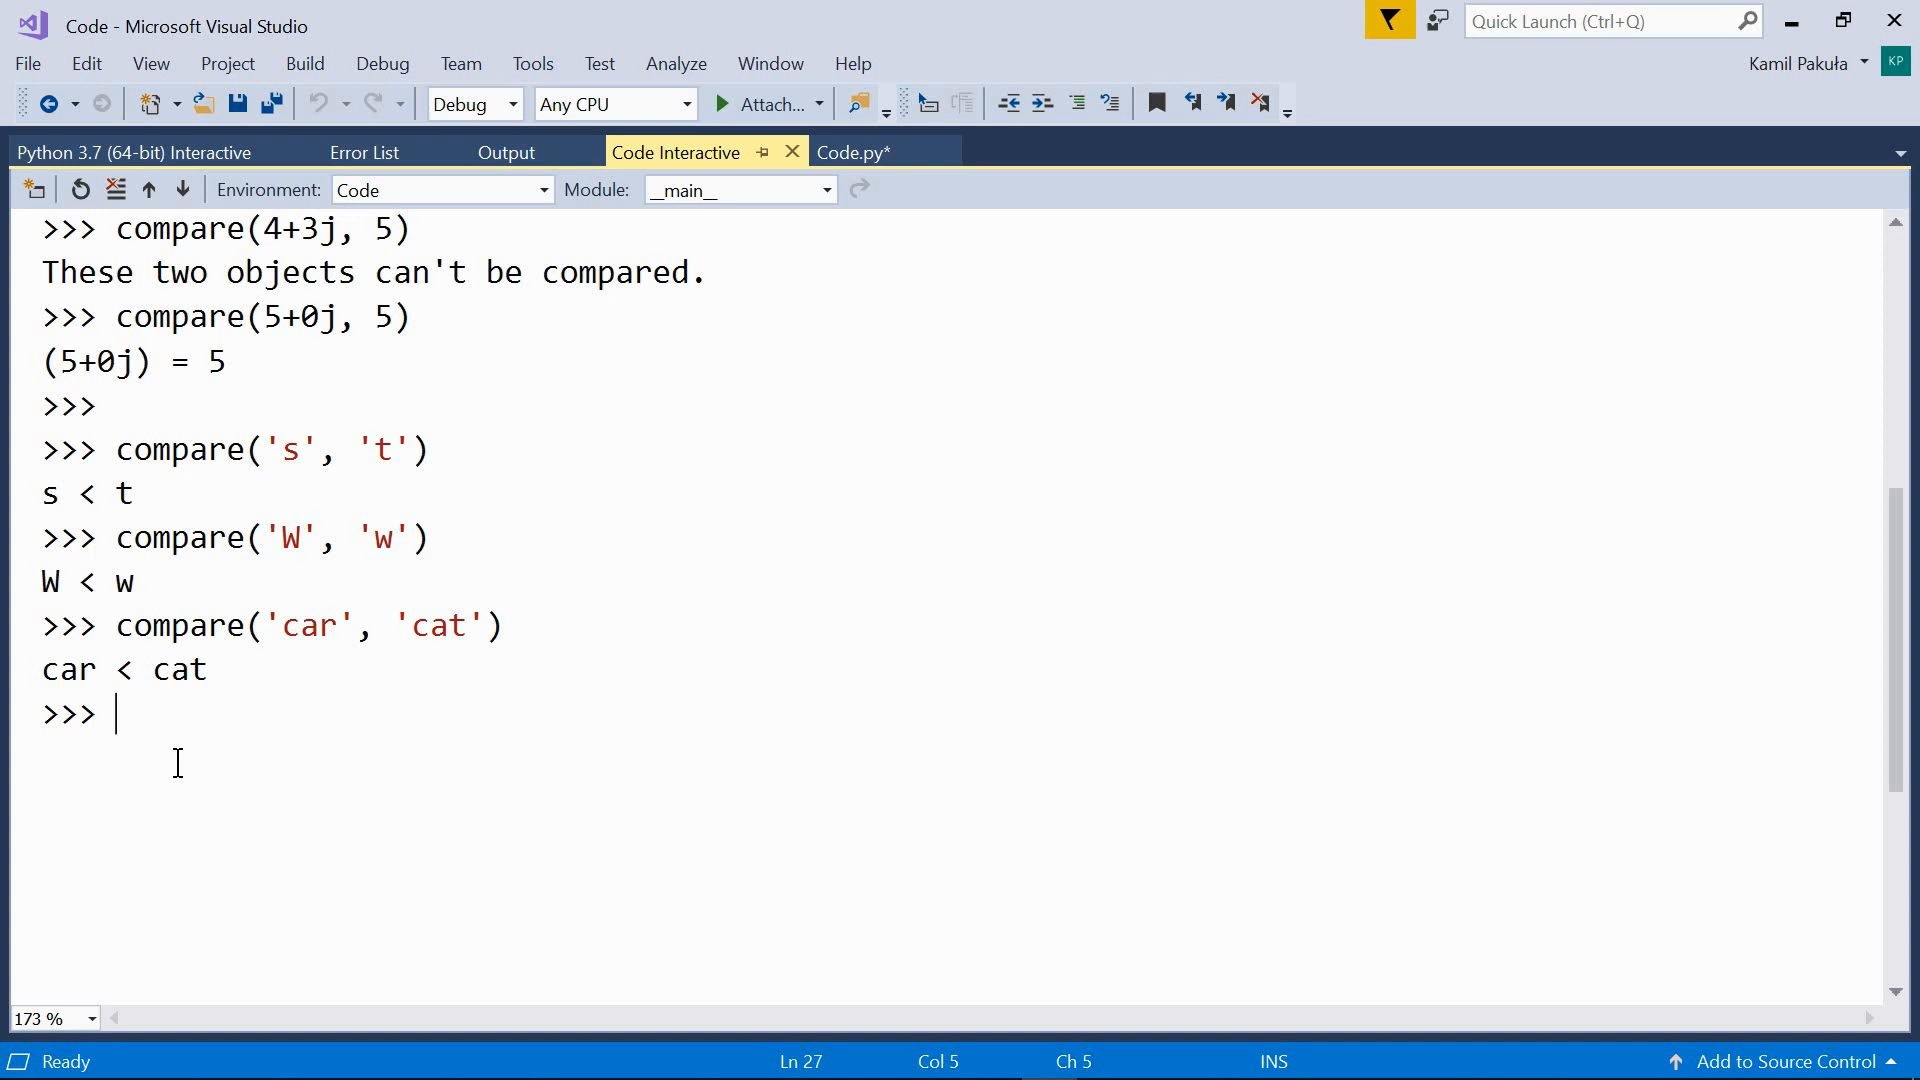 Code - Microsoft Visual Studio
Quick Launch (Ctrl+Q)
File Edit View Project Build Debug Team Tools Test Analyze Window Help
Kamil Pakuła KP
Debug Any CPU Attach...
Python 3.7 (64-bit) Interactive Error List Output Code Interactive Code.py*
Environment: Code Module: __main__
>>> compare(4+3j, 5)
These two objects can't be compared.
>>> compare(5+0j, 5)
(5+0j) = 5
>>>
>>> compare('s', 't')
s < t
>>> compare('W', 'w')
W < w
>>> compare('car', 'cat')
car < cat
>>>
173 %
Ready Ln 27 Col 5 Ch 5 INS Add to Source Control